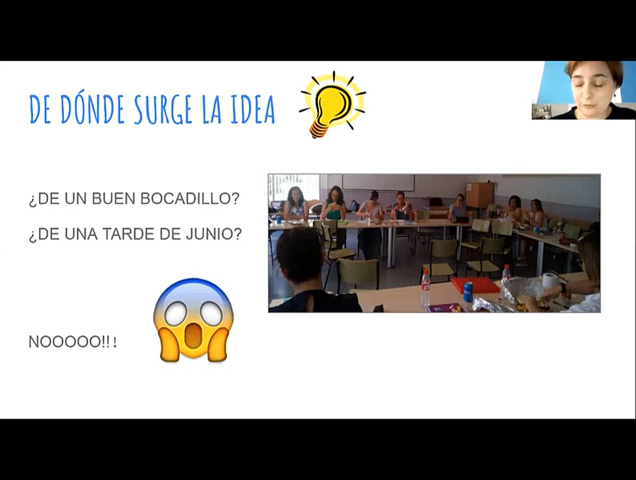 DE DÓNDE SURGE LA IDEA
¿DE UN BUEN BOCADILLO?
¿DE UNA TARDE DE JUNIO?
NOOOOO!!!